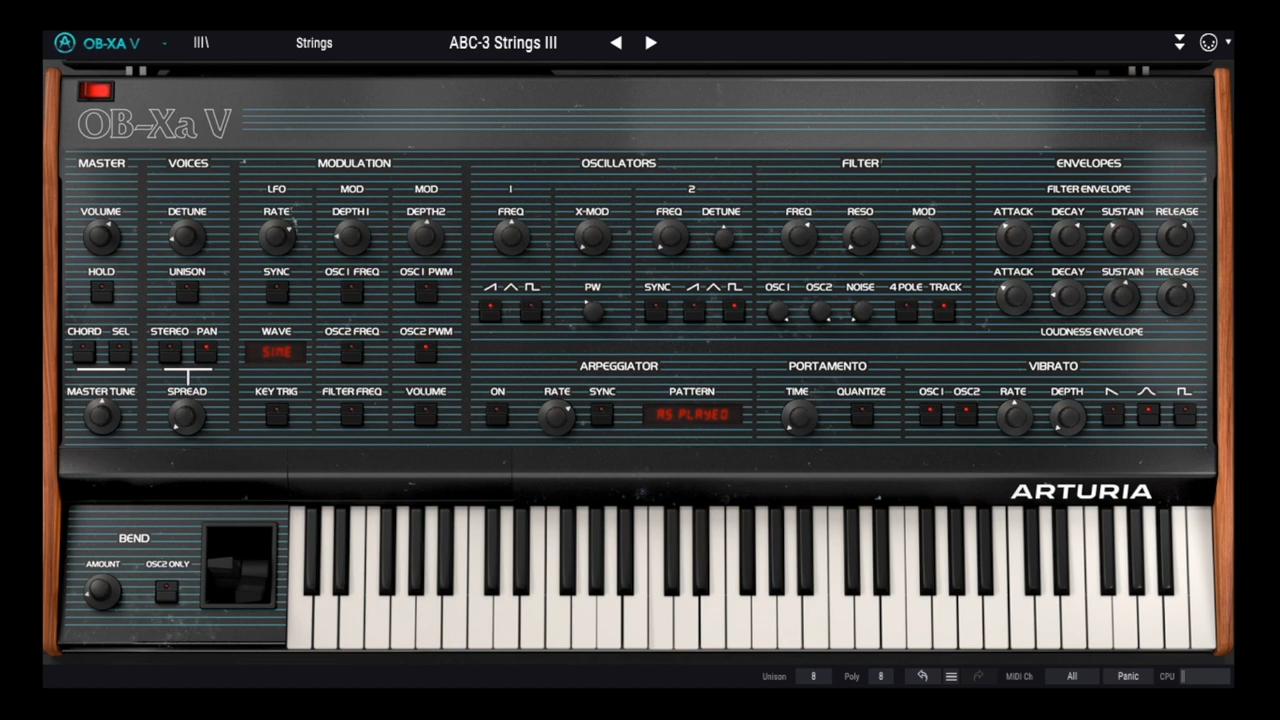 OB-XA V
Strings
ABC-3 Strings III
OB-Xa V
MASTER VOICES MODULATION OSCILLATORS FILTER ENVELOPES
LFO MOD MOD 1 2 FILTER ENVELOPE
VOLUME DETUNE RATE DEPTH1 DEPTH2 FREQ X-MOD FREQ DETUNE FREQ RESO MOD ATTACK DECAY SUSTAIN RELEASE
HOLD UNISON SYNC OSC1 FREQ OSC1 PWM ATTACK DECAY SUSTAIN RELEASE
PW SYNC OSC1 OSC2 NOISE 4 POLE TRACK
CHORD SEL STEREO PAN WAVE OSC2 FREQ OSC2 PWM LOUDNESS ENVELOPE
SINE
ARPEGGIATOR PORTAMENTO VIBRATO
MASTER TUNE SPREAD KEY TRIG FILTER FREQ VOLUME ON RATE SYNC PATTERN TIME QUANTIZE OSC1 OSC2 RATE DEPTH
AS PLAYED
ARTURIA
BEND
AMOUNT OSC2 ONLY
Unison 8 Poly 8 MIDI Ch All Panic CPU